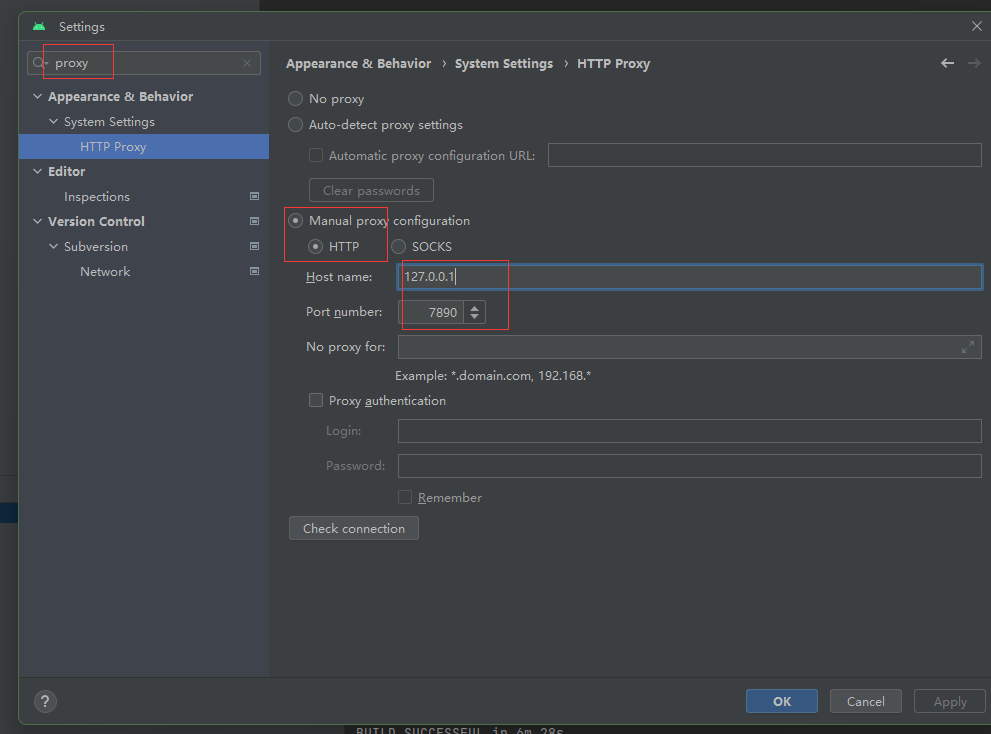 Settings
proxy
Appearance & Behavior
System Settings
HTTP Proxy
Editor
Inspections
Version Control
Subversion
Network
Appearance & Behavior › System Settings › HTTP Proxy
No proxy
Auto-detect proxy settings
Automatic proxy configuration URL:
Clear passwords
Manual proxy configuration
HTTP SOCKS
Host name: 127.0.0.1
Port number: 7890
No proxy for:
Example: *.domain.com, 192.168.*
Proxy authentication
Login:
Password:
Remember
Check connection
? OK Cancel Apply
BUILD SUCCESSFUL in 6m 28s